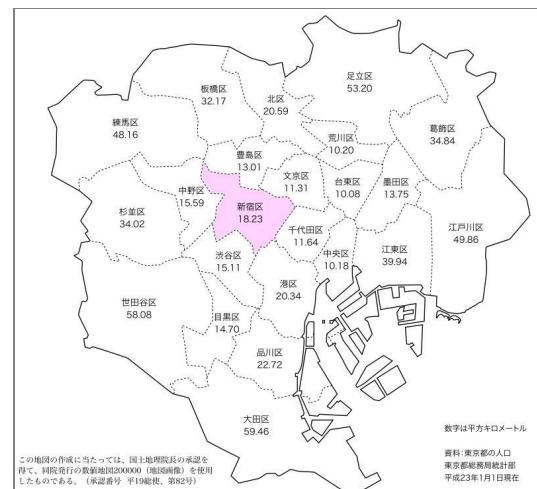 足立区
53.20
板橋区
32.17
北区
20.59
練馬区
48.16
葛飾区
34.84
荒川区
10.20
豊島区
13.01
文京区
11.31
台東区
10.08
墨田区
13.75
中野区
15.59
杉並区
34.02
新宿区
18.23
千代田区
11.64
江戸川区
49.86
渋谷区
15.11
中央区
10.18
江東区
39.94
港区
20.34
世田谷区
58.08
目黒区
14.70
品川区
22.72
大田区
59.46
数字は平方キロメートル
資料:東京都の人口
東京都総務局統計部
平成23年1月1日現在
この地図の作成に当たっては、国土地理院長の承認を
得て、同院発行の数値地図200000(地図画像)を使用
したものである。(承認番号 平19総使、第82号)